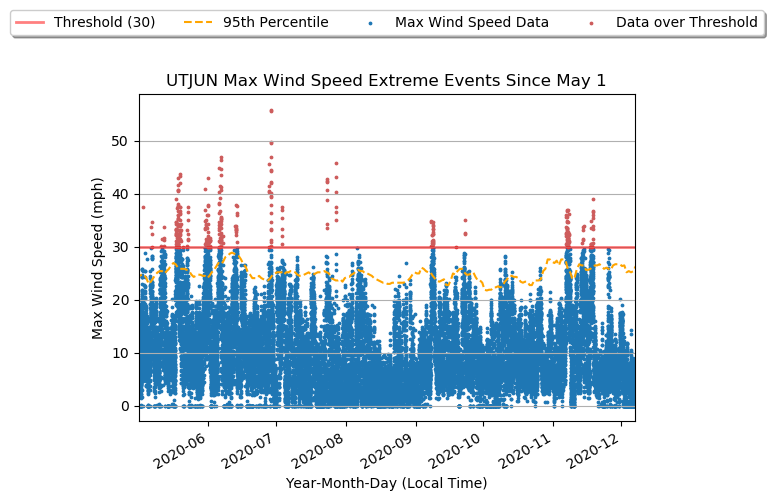 Threshold (30) 95th Percentile Max Wind Speed Data Data over Threshold
UTJUN Max Wind Speed Extreme Events Since May 1
Max Wind Speed (mph)
50
40
30
20
10
0
2020-06 2020-07 2020-08 2020-09 2020-10 2020-11 2020-12
Year-Month-Day (Local Time)